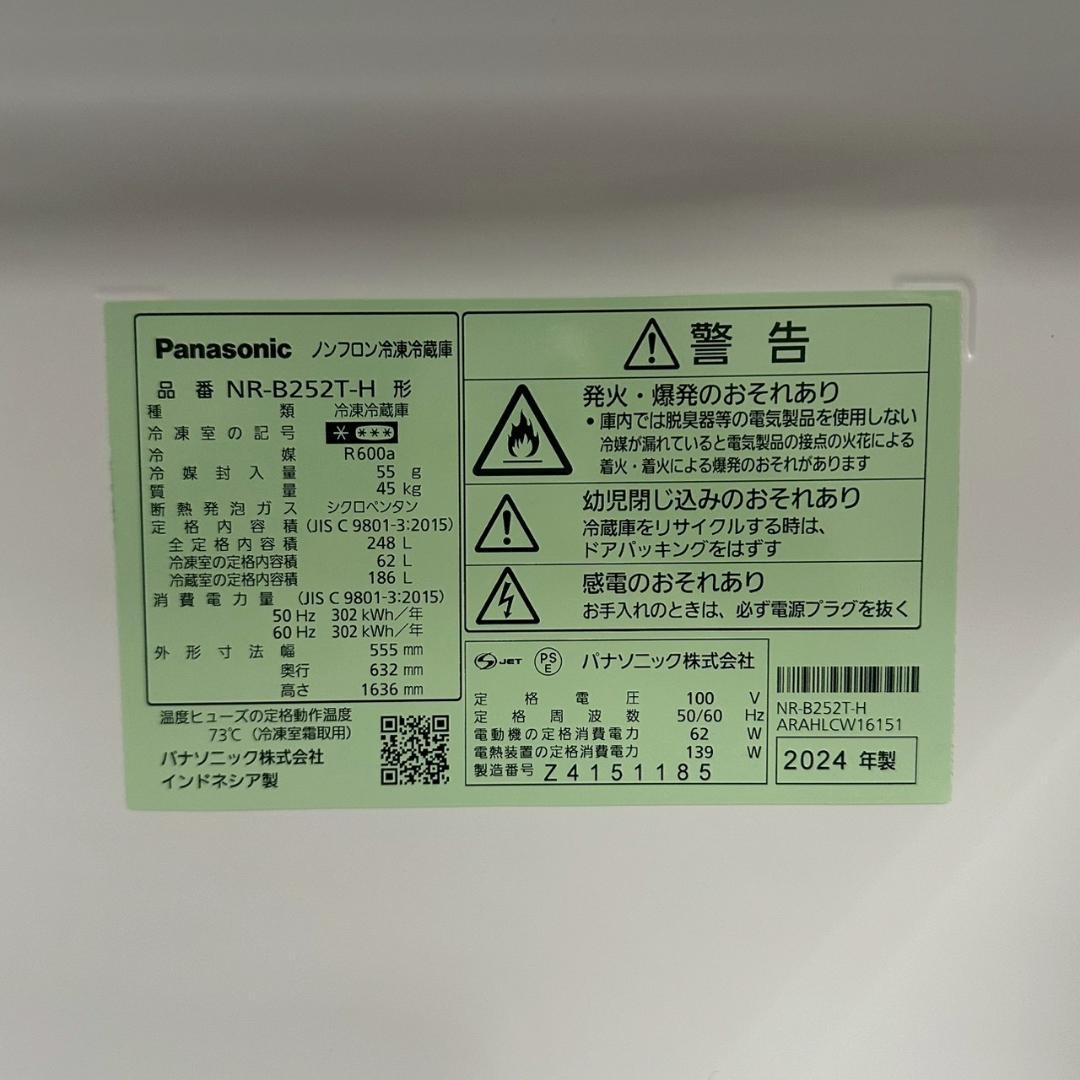 Panasonic ノンフロン冷凍冷蔵庫
品番 NR-B252T-H 形
種類 冷凍冷蔵庫
冷凍室の記号
冷媒 R600a
冷媒封入量 55 g
質量 45 kg
断熱発泡ガス シクロペンタン
定格内容積 (JIS C 9801-3:2015)
全定格内容積 248 L
冷凍室の定格内容積 62 L
冷蔵室の定格内容積 186 L
消費電力量 (JIS C 9801-3:2015)
50 Hz 302 kWh/年
60 Hz 302 kWh/年
外形寸法 幅 555 mm
奥行 632 mm
高さ 1636 mm
温度ヒューズの定格動作温度
73℃ (冷凍室霜取用)
パナソニック株式会社
インドネシア製
警告
発火・爆発のおそれあり
•庫内では脱臭器等の電気製品を使用しない
冷媒が漏れていると電気製品の接点の火花による
着火・着火による爆発のおそれがあります
幼児閉じ込みのおそれあり
冷蔵庫をリサイクルする時は、
ドアパッキングをはずす
感電のおそれあり
お手入れのときは、必ず電源プラグを抜く
S JET PS E パナソニック株式会社
定格電圧 100 V
定格周波数 50/60 Hz
電動機の定格消費電力 62 W
電熱装置の定格消費電力 139 W
製造番号 Z4151185
NR-B252T-H
ARAHLCW16151
2024 年製